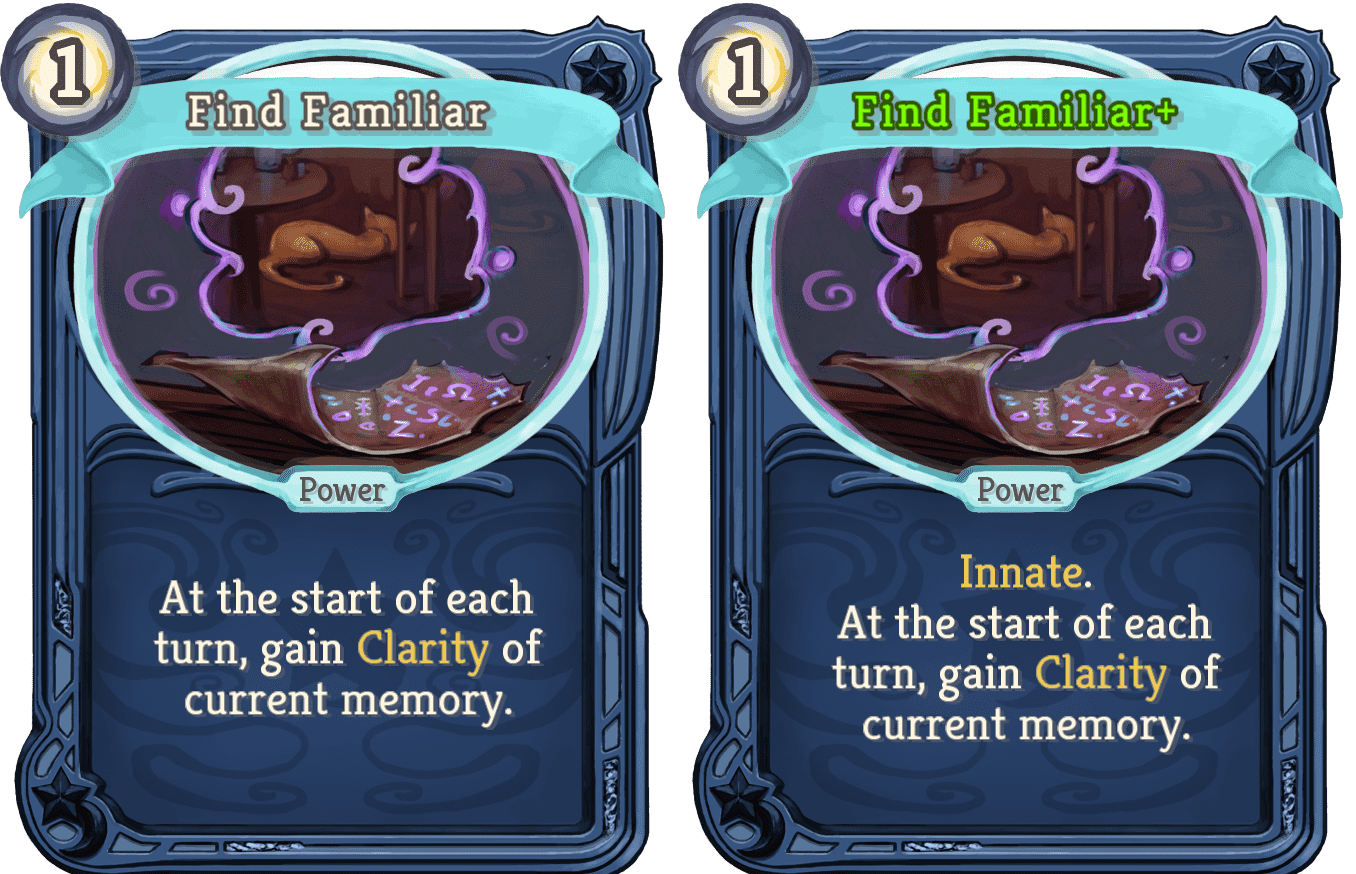 1
Find Familiar
Power
At the start of each
turn, gain Clarity of
current memory.
1
Find Familiar+
Power
Innate.
At the start of each
turn, gain Clarity of
current memory.